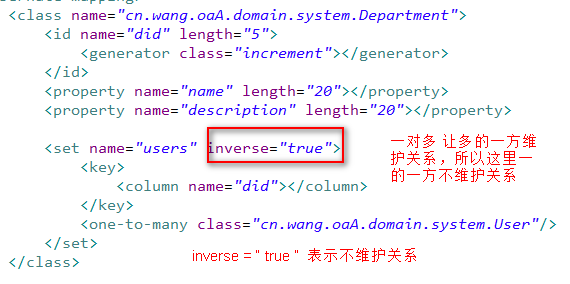 <class name="cn.wang.oaA.domain.system.Department">
<id name="did" length="5">
<generator class="increment"></generator>
</id>
<property name="name" length="20"></property>
<property name="description" length="20"></property>
<set name="users" inverse="true">
<key>
<column name="did"></column>
</key>
<one-to-many class="cn.wang.oaA.domain.system.User"/>
</set>
</class>
一对多 让多的一方维
护关系，所以这里一
的一方不维护关系
inverse = " true " 表示不维护关系